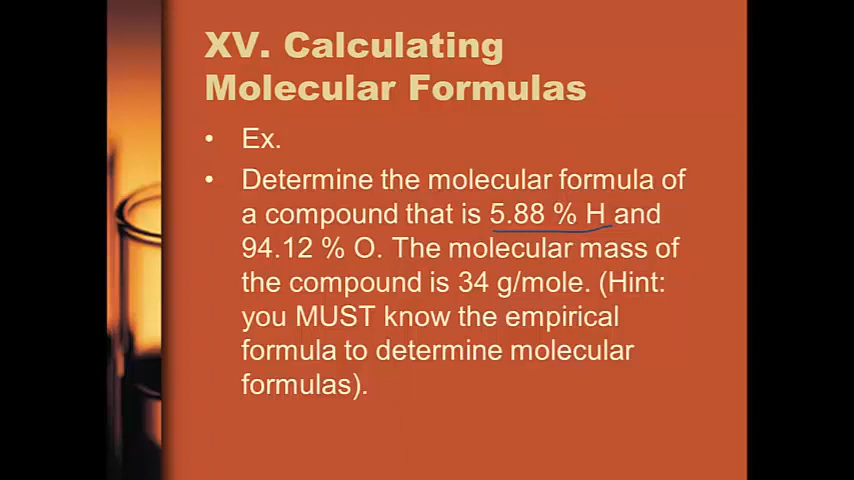 XV. Calculating
Molecular Formulas
• Ex.
• Determine the molecular formula of
a compound that is 5.88 % H and
94.12 % O. The molecular mass of
the compound is 34 g/mole. (Hint:
you MUST know the empirical
formula to determine molecular
formulas).